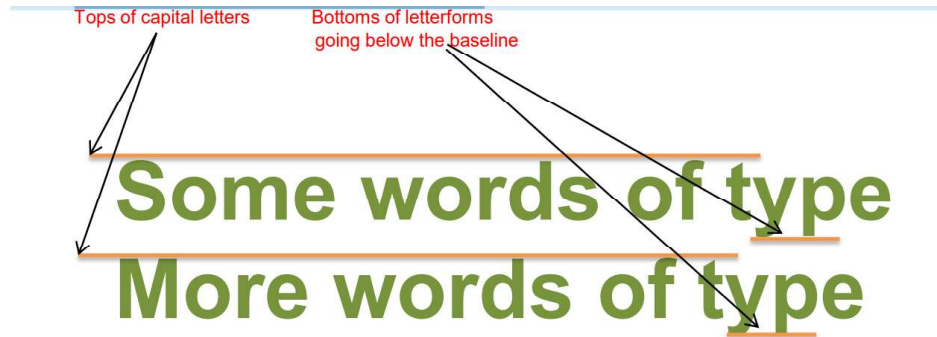 Tops of capital letters
Bottoms of letterforms
going below the baseline
Some words of type
More words of type